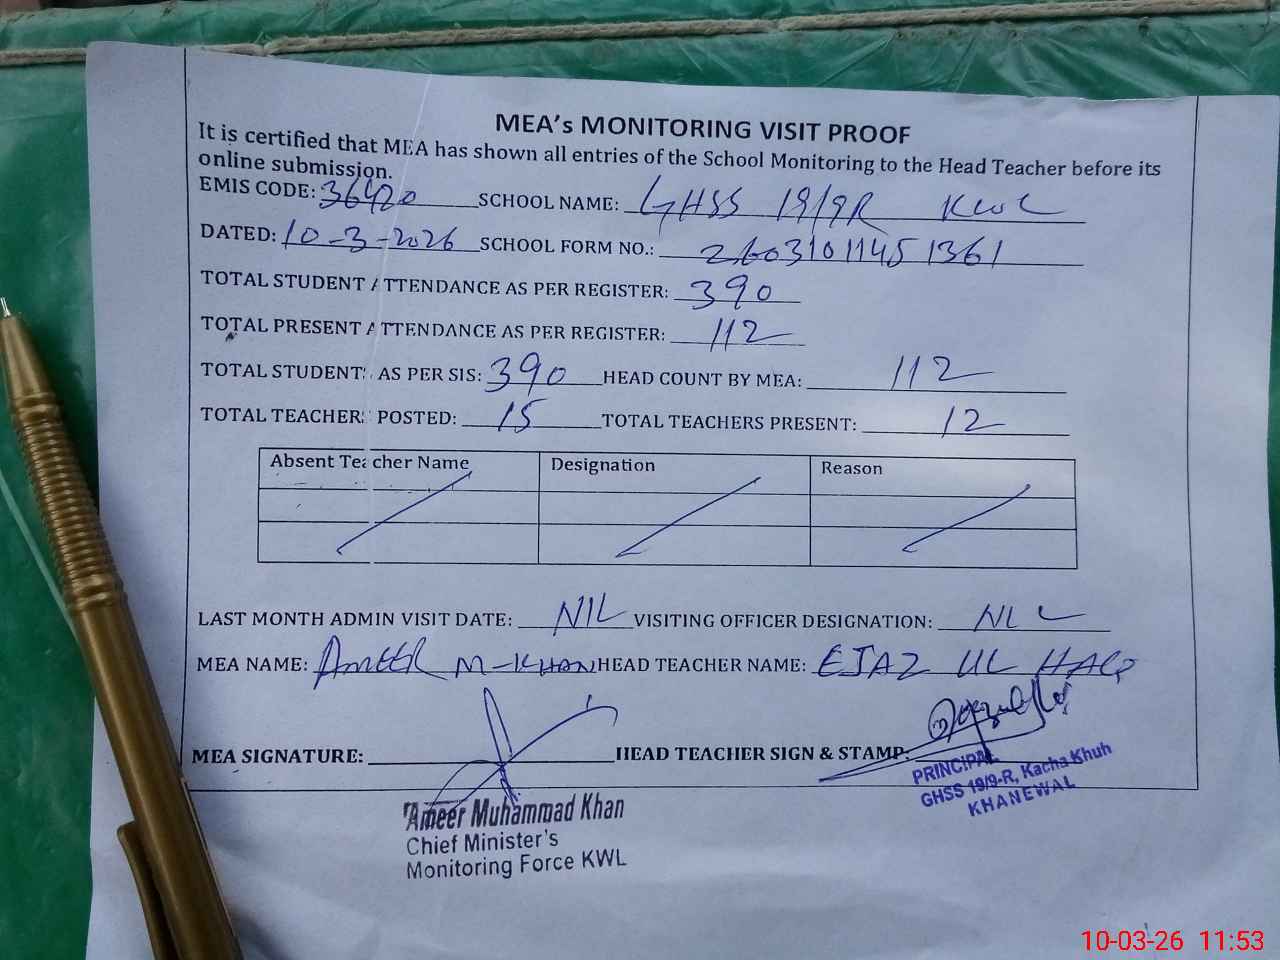 MEA's MONITORING VISIT PROOF
It is certified that MEA has shown all entries of the School Monitoring to the Head Teacher before its
online submission.
EMIS CODE: 36420 SCHOOL NAME: GHSS 19/9R KWL
DATED: 10-3-2026 SCHOOL FORM NO.: 2603101145 1361
TOTAL STUDENT ATTENDANCE AS PER REGISTER: 390
TOTAL PRESENT ATTENDANCE AS PER REGISTER: 112
TOTAL STUDENTS AS PER SIS: 390 HEAD COUNT BY MEA: 112
TOTAL TEACHERS POSTED: 15 TOTAL TEACHERS PRESENT: 12
Absent Teacher Name Designation Reason
LAST MONTH ADMIN VISIT DATE: NIL VISITING OFFICER DESIGNATION: NIL
MEA NAME: AMEER M-KHAN HEAD TEACHER NAME: EJAZ UL HAQ
MEA SIGNATURE: HEAD TEACHER SIGN & STAMP:
PRINCIPAL
GHSS 19/9-R, Kacha Khuh
KHANEWAL
Ameer Muhammad Khan
Chief Minister's
Monitoring Force KWL
10-03-26 11:53